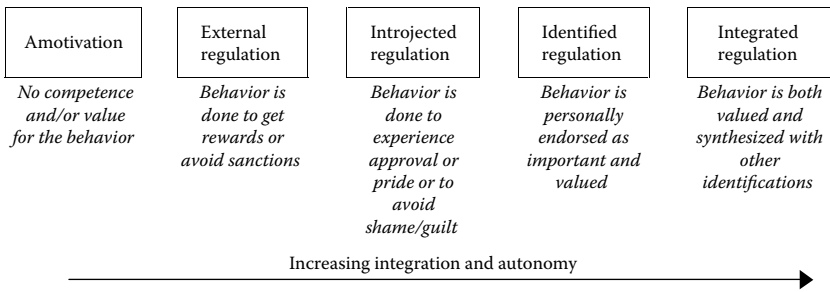 Amotivation
External
regulation
Introjected
regulation
Identified
regulation
Integrated
regulation
No competence
and/or value
for the behavior
Behavior is
done to get
rewards or
avoid sanctions
Behavior is
done to
experience
approval or
pride or to
avoid
shame/guilt
Behavior is
personally
endorsed as
important and
valued
Behavior is both
valued and
synthesized with
other
identifications
Increasing integration and autonomy